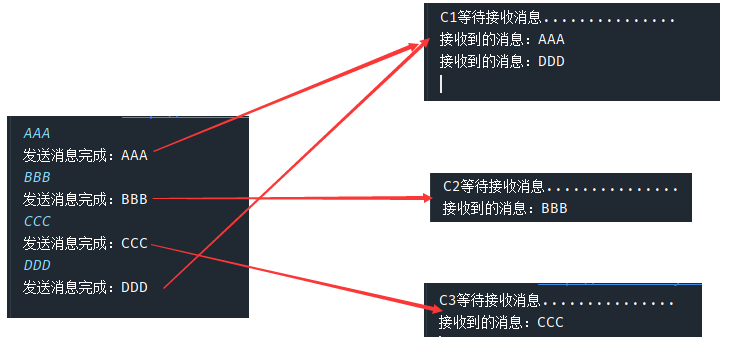 AAA
发送消息完成：AAA
BBB
发送消息完成：BBB
CCC
发送消息完成：CCC
DDD
发送消息完成：DDD
C1等待接收消息...............
接收到的消息：AAA
接收到的消息：DDD
C2等待接收消息...............
接收到的消息：BBB
C3等待接收消息...............
接收到的消息：CCC